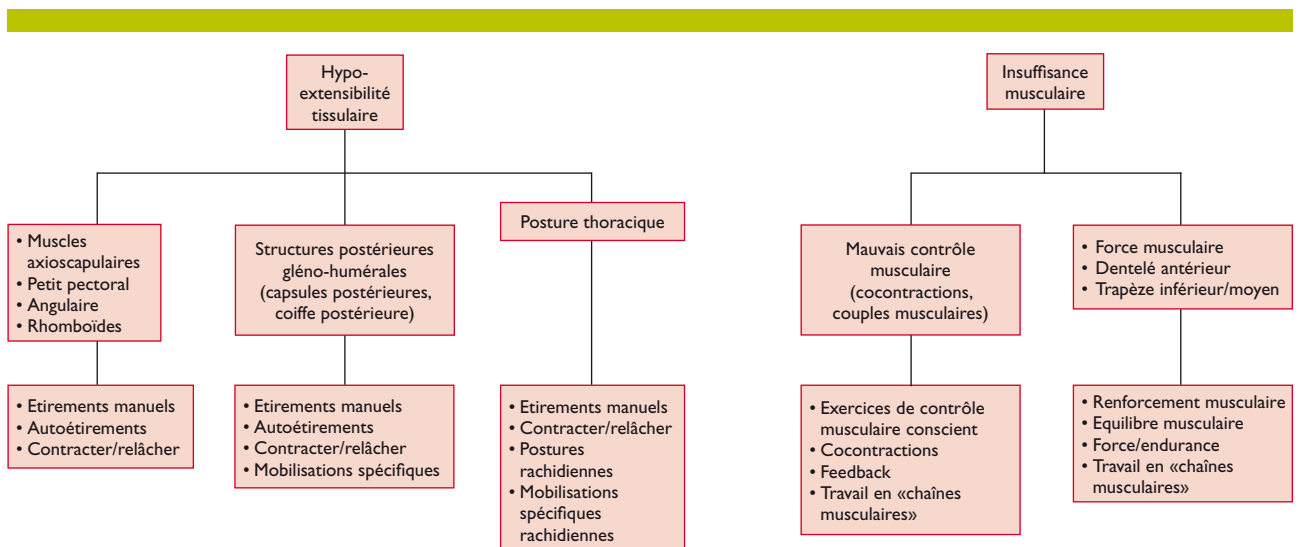 Hypo-
extensibilité
tissulaire
Insuffisance
musculaire
• Muscles
axioscapulaires
• Petit pectoral
• Angulaire
• Rhomboïdes
Structures postérieures
gléno-humérales
(capsules postérieures,
coiffe postérieure)
Posture thoracique
Mauvais contrôle
musculaire
(cocontractions,
couples musculaires)
• Force musculaire
• Dentelé antérieur
• Trapèze inférieur/moyen
• Etirements manuels
• Autoétirements
• Contracter/relâcher
• Etirements manuels
• Autoétirements
• Contracter/relâcher
• Mobilisations spécifiques
• Etirements manuels
• Contracter/relâcher
• Postures
rachidiennes
• Mobilisations
spécifiques
rachidiennes
• Exercices de contrôle
musculaire conscient
• Cocontractions
• Feedback
• Travail en «chaînes
musculaires»
• Renforcement musculaire
• Equilibre musculaire
• Force/endurance
• Travail en «chaînes
musculaires»